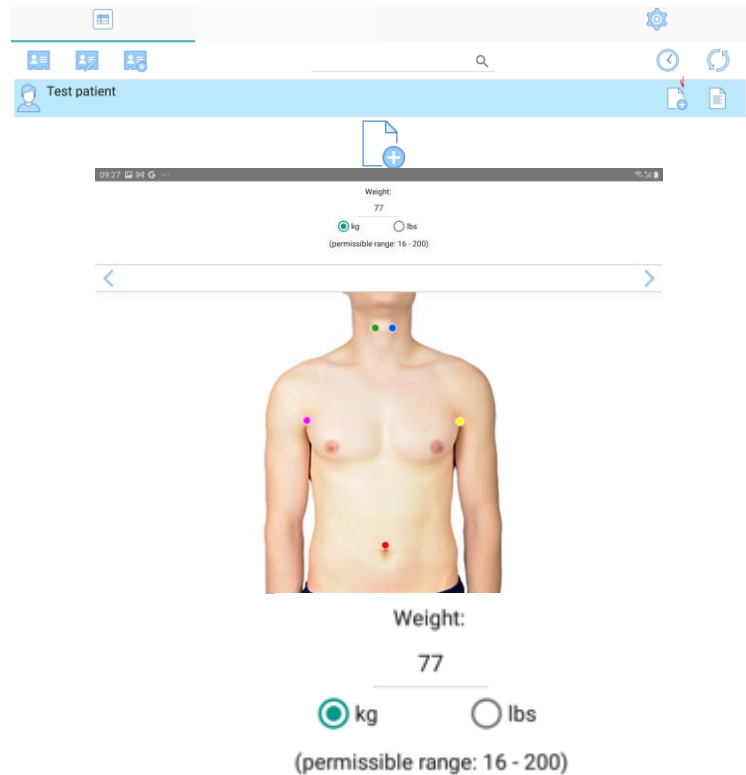 Test patient
09:27 G ...
Weight:
77
kg lbs
(permissible range: 16 - 200)
Weight:
77
kg lbs
(permissible range: 16 - 200)